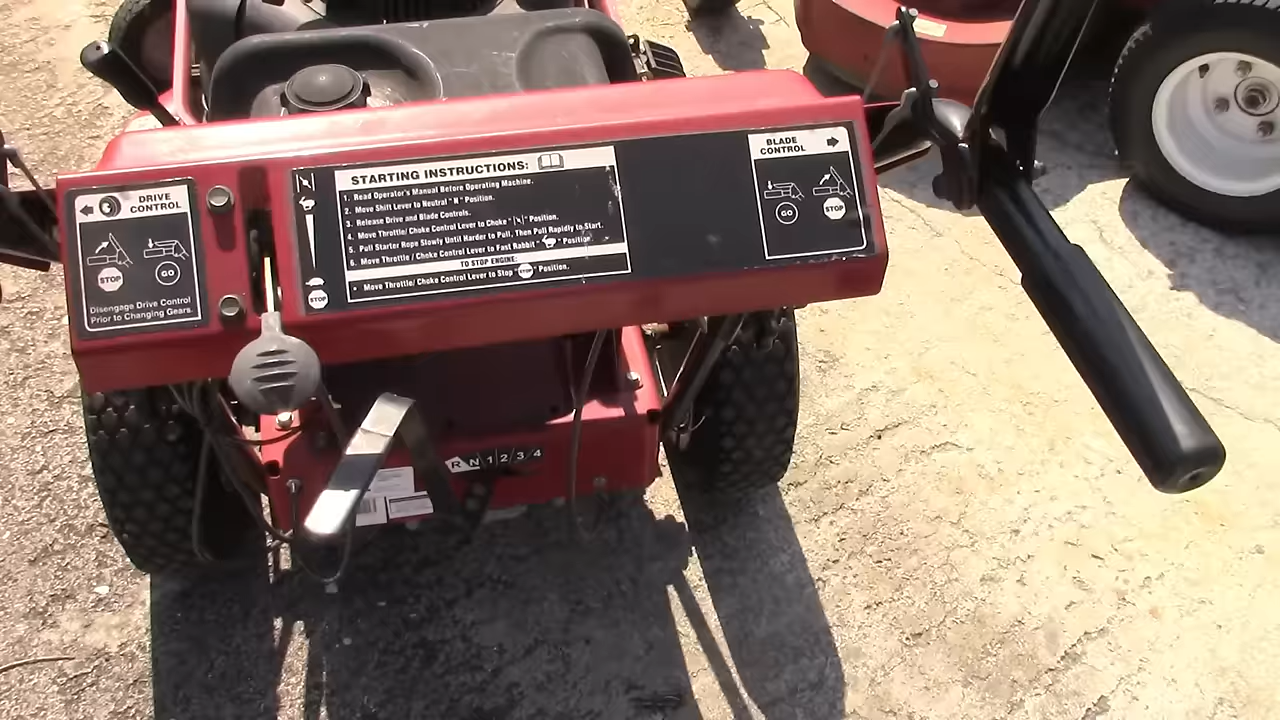 DRIVE
CONTROL
STOP
GO
Disengage Drive Control
Prior to Changing Gears.
STOP
STARTING INSTRUCTIONS:
1. Read Operator's Manual Before Operating Machine.
2. Move Shift Lever to Neutral "N" Position.
3. Release Drive and Blade Controls.
4. Move Throttle/ Choke Control Lever to Choke " " Position.
5. Pull Starter Rope Slowly Until Harder to Pull, Then Pull Rapidly to Start.
6. Move Throttle / Choke Control Lever to Fast Rabbit " " Position.
TO STOP ENGINE:
• Move Throttle/ Choke Control Lever to Stop "STOP" Position.
BLADE
CONTROL
GO
STOP
R N 1 2 3 4